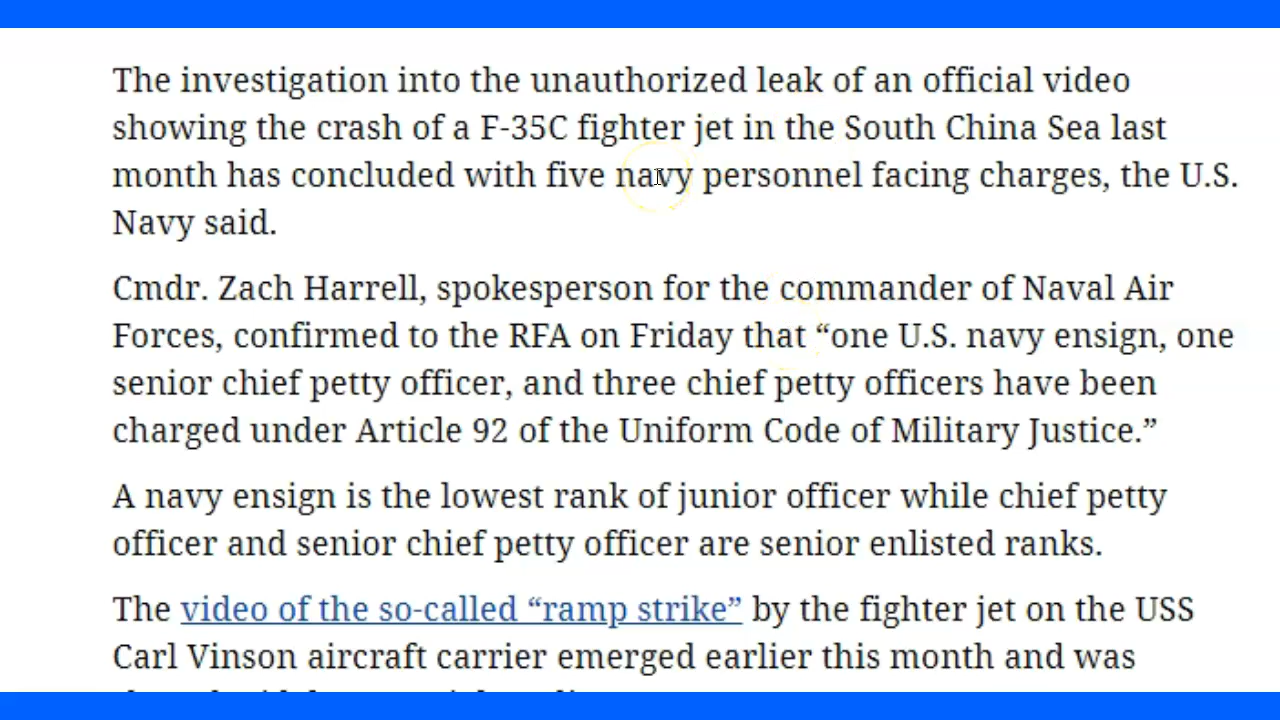 The investigation into the unauthorized leak of an official video
showing the crash of a F-35C fighter jet in the South China Sea last
month has concluded with five navy personnel facing charges, the U.S.
Navy said.
Cmdr. Zach Harrell, spokesperson for the commander of Naval Air
Forces, confirmed to the RFA on Friday that “one U.S. navy ensign, one
senior chief petty officer, and three chief petty officers have been
charged under Article 92 of the Uniform Code of Military Justice.”
A navy ensign is the lowest rank of junior officer while chief petty
officer and senior chief petty officer are senior enlisted ranks.
The video of the so-called “ramp strike” by the fighter jet on the USS
Carl Vinson aircraft carrier emerged earlier this month and was